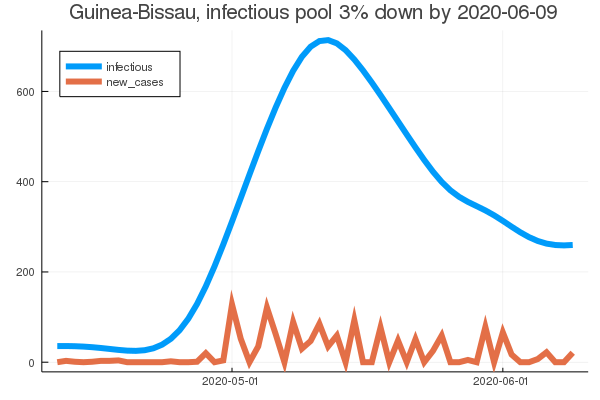 Guinea-Bissau, infectious pool 3% down by 2020-06-09
infectious
new_cases
600
400
200
0
2020-05-01
2020-06-01